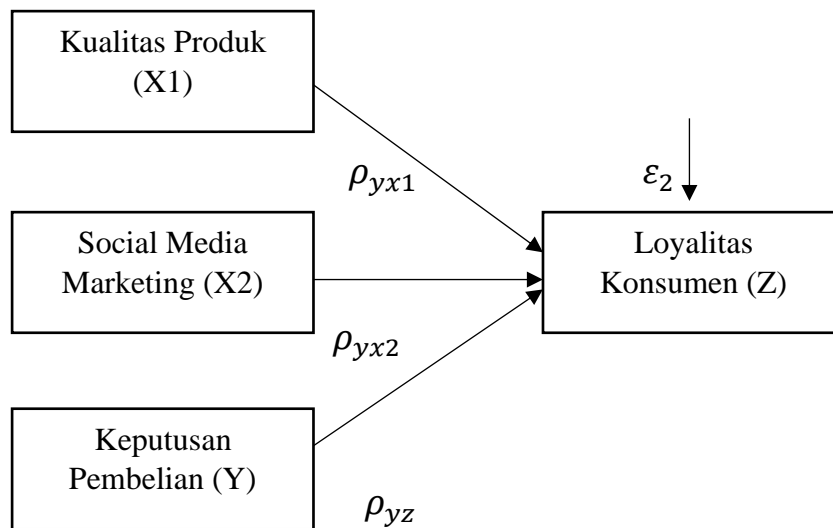 Kualitas Produk
(X1)
ρyx1
ε2
Social Media
Marketing (X2)
Loyalitas
Konsumen (Z)
ρyx2
Keputusan
Pembelian (Y)
ρyz